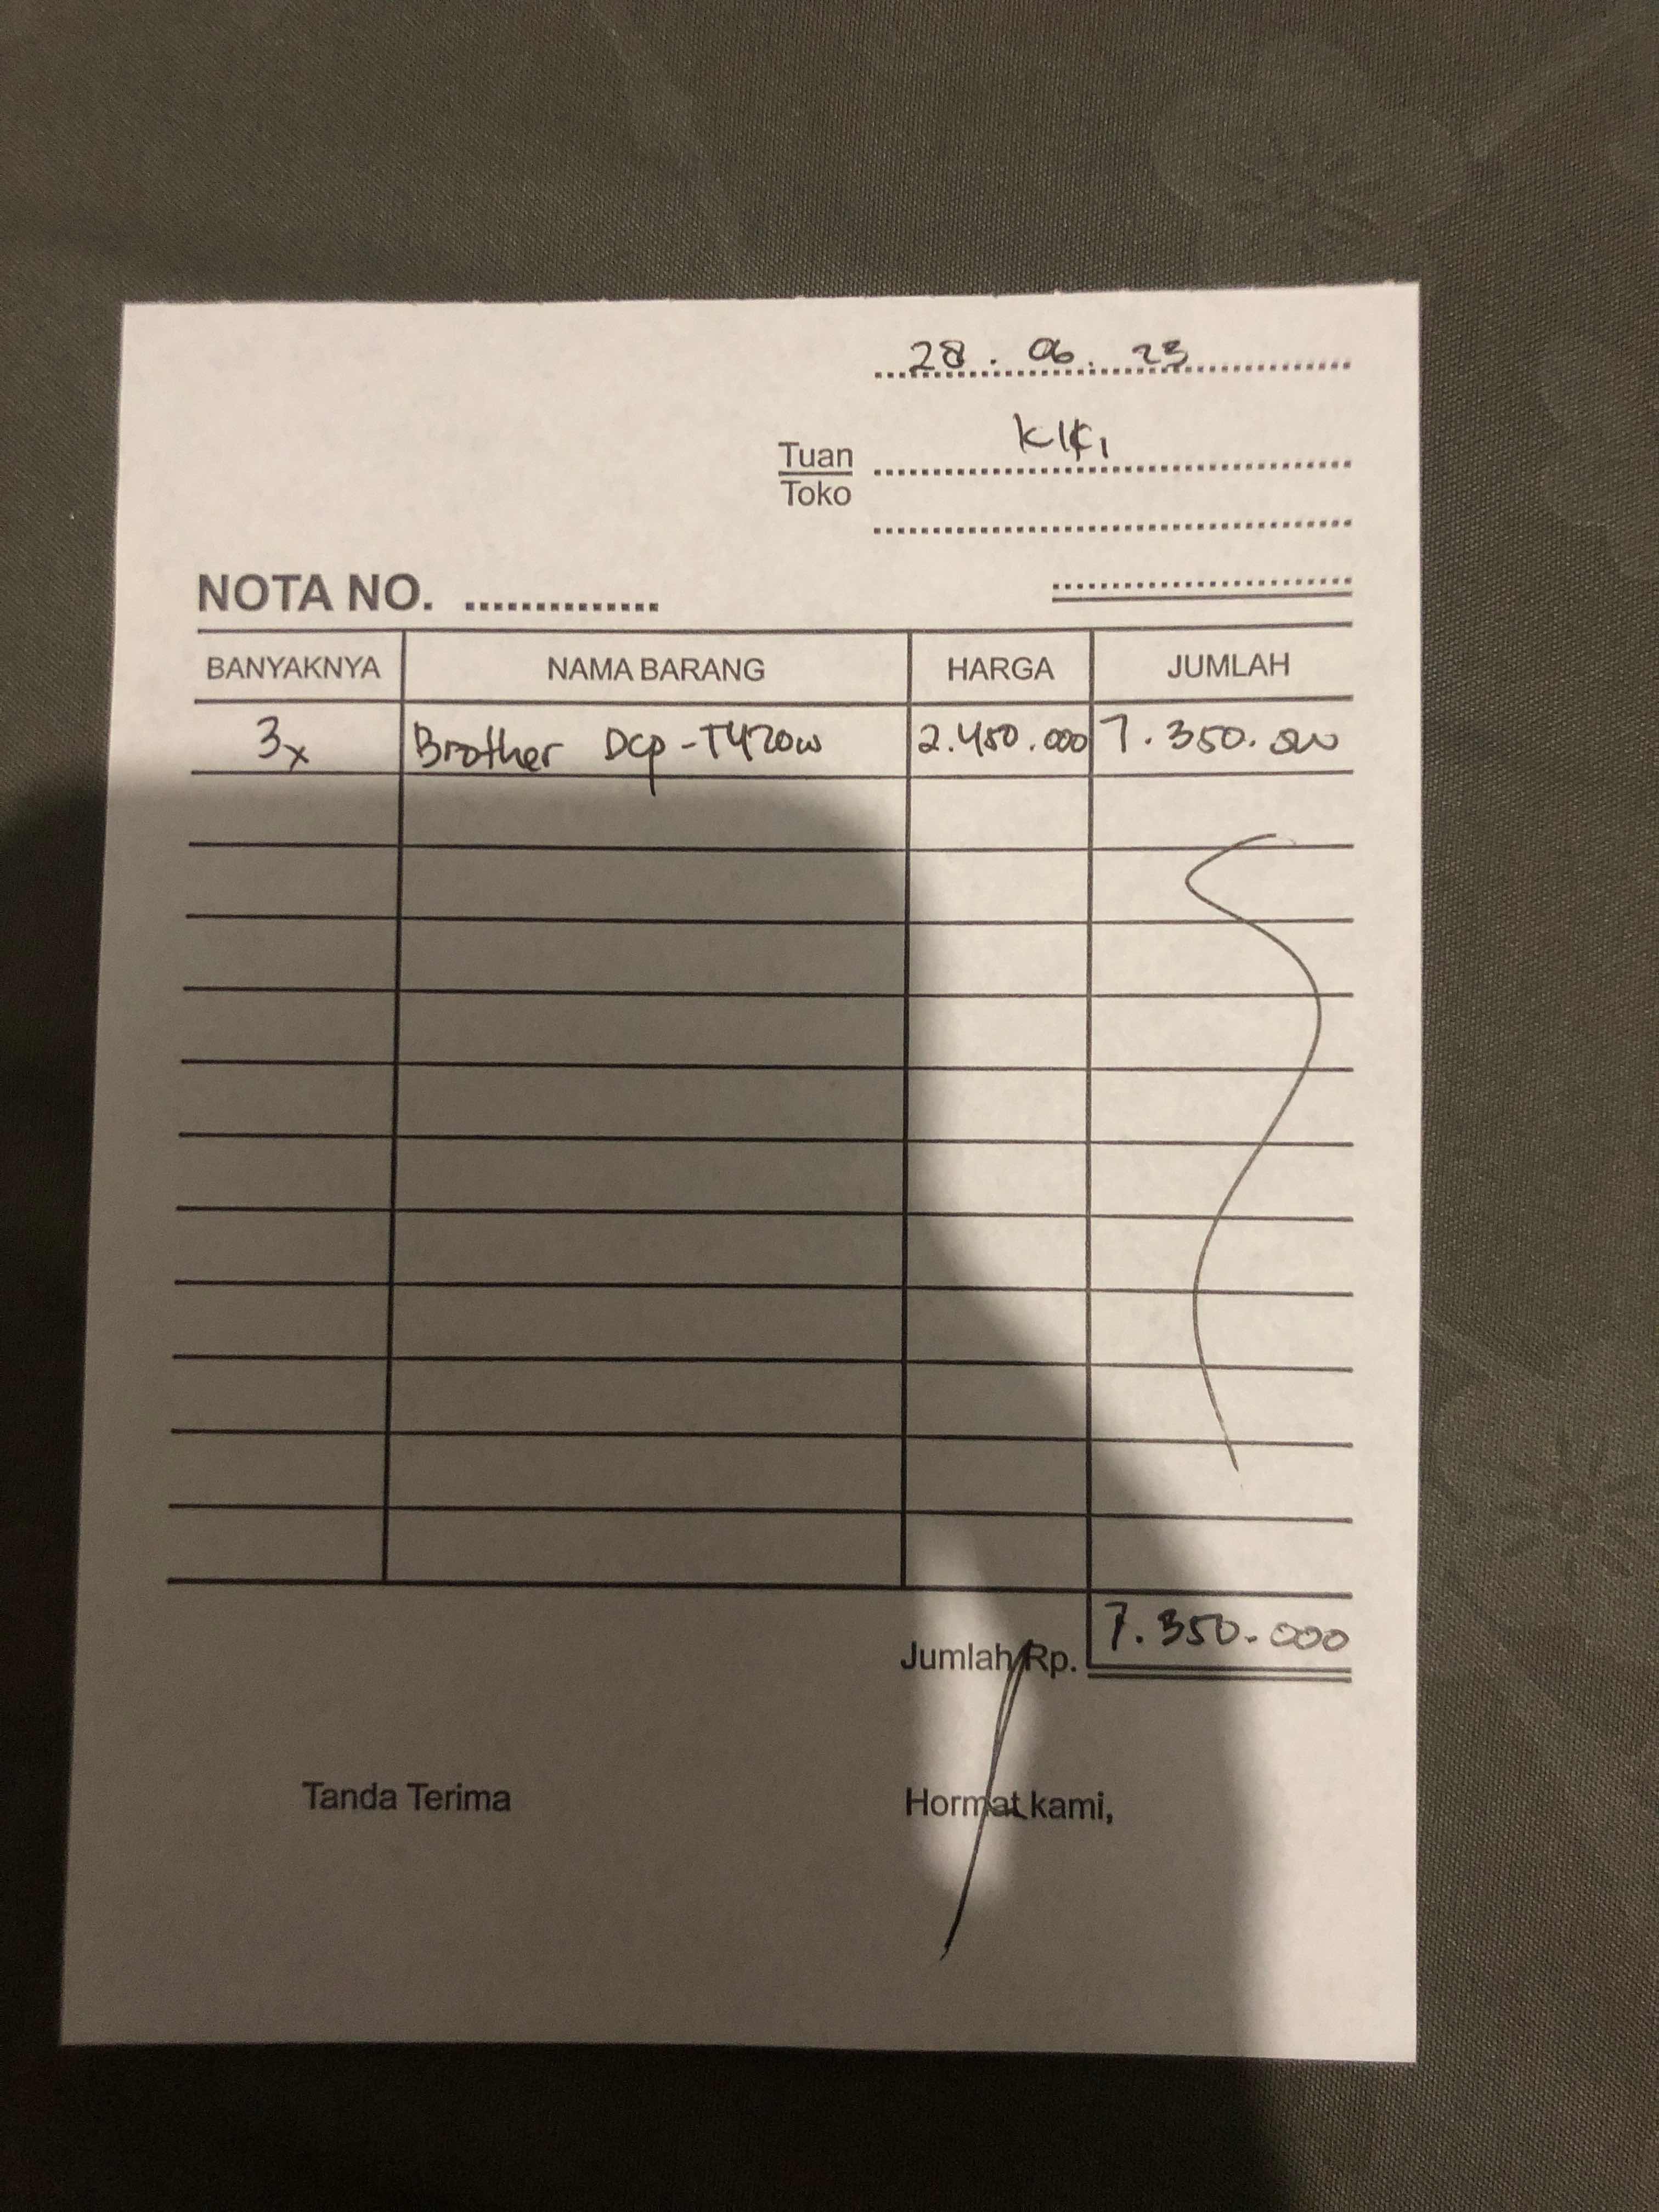 28 . 06 . 23
Tuan
Toko
NOTA NO. ..............
BANYAKNYA NAMA BARANG HARGA JUMLAH
3x Brother Dcp-T420w 2.450.000 7.350.000
Jumlah Rp. 7.350.000
Tanda Terima Hormat kami,